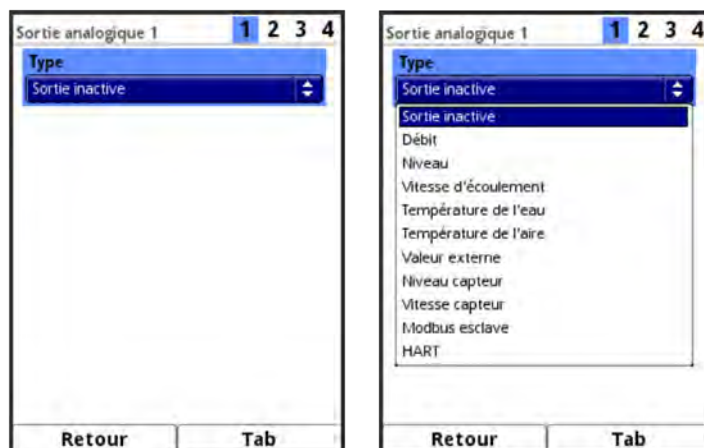 Sortie analogique 1 1 2 3 4
Type
Sortie inactive
Retour Tab
Sortie analogique 1 1 2 3 4
Type
Sortie inactive
Sortie inactive
Débit
Niveau
Vitesse d'écoulement
Température de l'eau
Température de l'aire
Valeur externe
Niveau capteur
Vitesse capteur
Modbus esclave
HART
Retour Tab